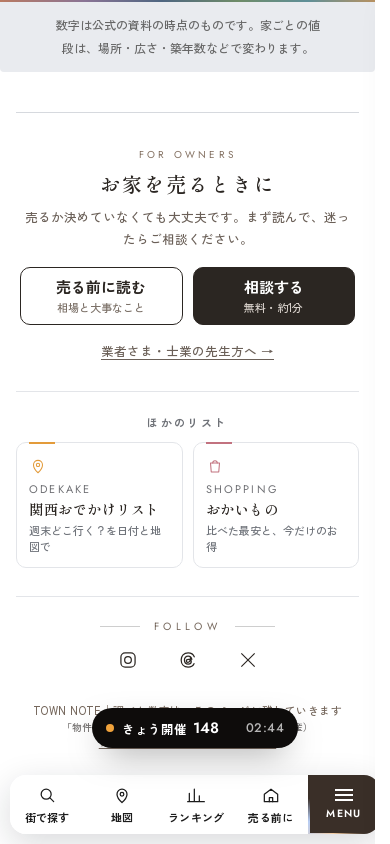 数字は公式の資料の時点のものです。家ごとの値
段は、場所・広さ・築年数などで変わります。
FOR OWNERS
お家を売るときに
売るか決めていなくても大丈夫です。まず読んで、迷っ
たらご相談ください。
売る前に読む
相場と大事なこと
相談する
無料・約1分
業者さま・士業の先生方へ →
ほかのリスト
ODEKAKE
関西おでかけリスト
週末どこ行く？を日付と地
図で
SHOPPING
おかいもの
比べた最安と、今だけのお
得
FOLLOW
TOWN NOTE
いきます
「物件
きょう開催 148 02:44
街で探す
地図
ランキング
売る前に
MENU